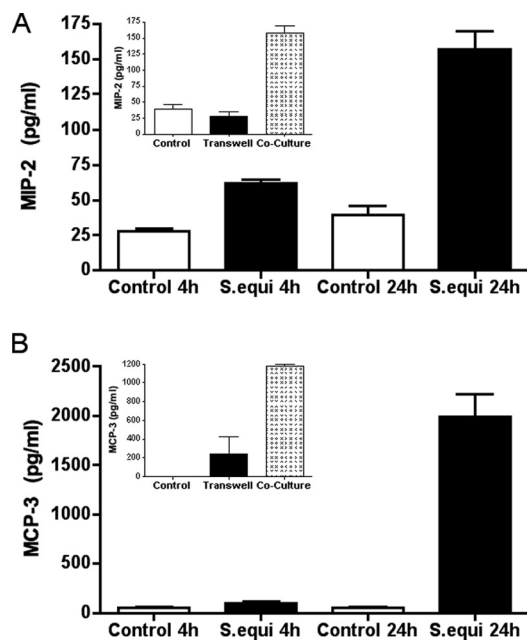 A
175
150
125
100
75
50
25
0
MIP-2 (pg/ml)
175
150
125
100
75
50
25
0
MIP-2 (pg/ml)
Control Transwell Co-Culture
Control 4h S.equi 4h Control 24h S.equi 24h
B
2500
2000
1500
1000
500
0
MCP-3 (pg/ml)
1200
1000
800
600
400
200
0
MCP-3 (pg/ml)
Control Transwell Co-Culture
Control 4h S.equi 4h Control 24h S.equi 24h